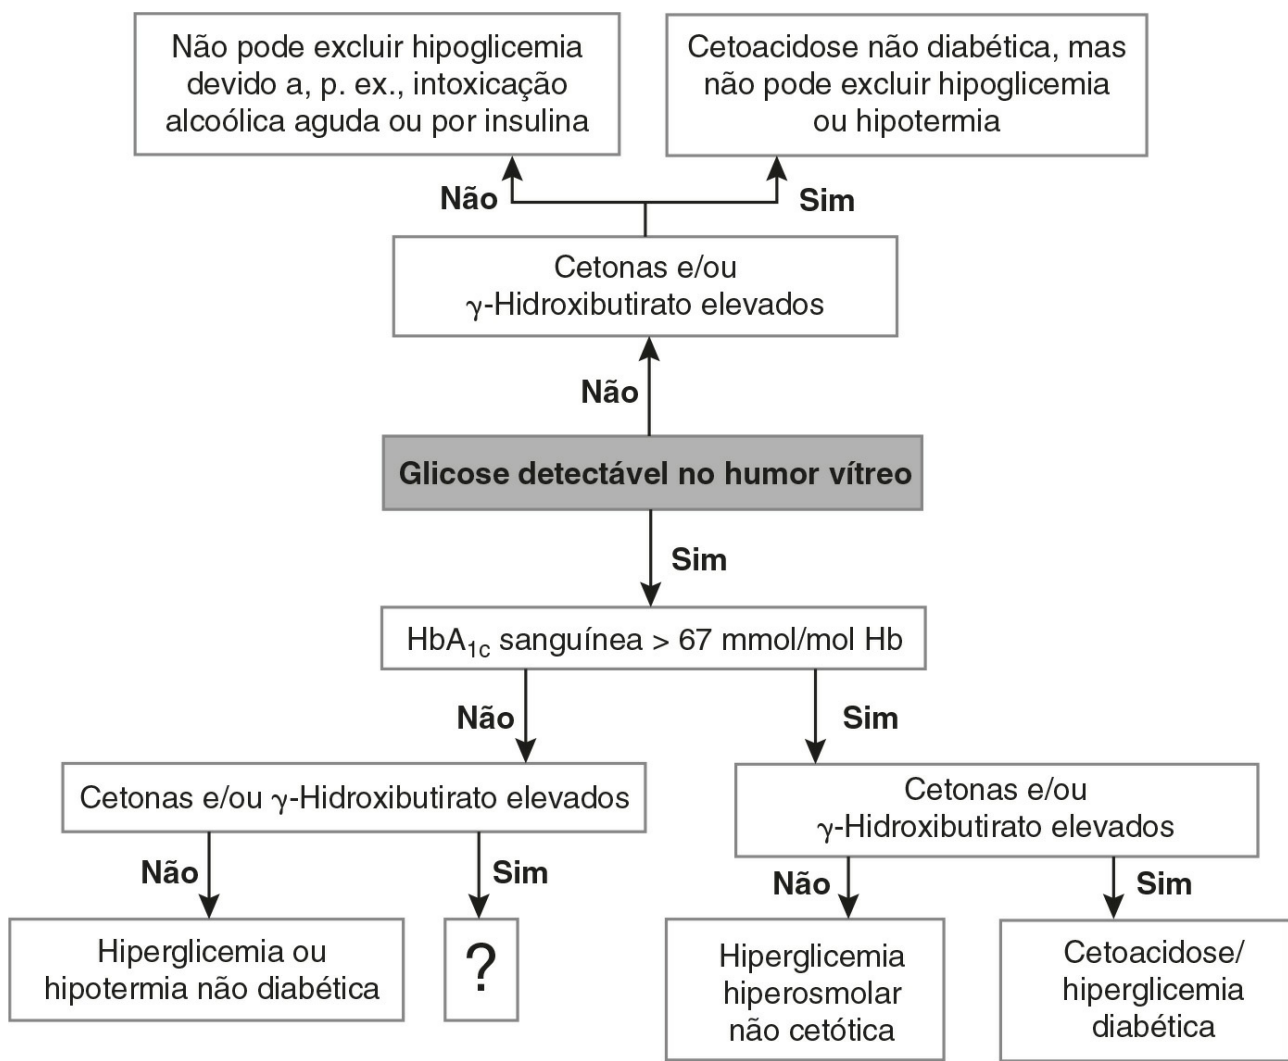 Não pode excluir hipoglicemia
devido a, p. ex., intoxicação
alcoólica aguda ou por insulina
Cetoacidose não diabética, mas
não pode excluir hipoglicemia
ou hipotermia
Não
Sim
Cetonas e/ou
γ-Hidroxibutirato elevados
Não
Glicose detectável no humor vítreo
Sim
HbA1c sanguínea > 67 mmol/mol Hb
Não
Sim
Cetonas e/ou γ-Hidroxibutirato elevados
Cetonas e/ou
γ-Hidroxibutirato elevados
Não
Sim
Não
Sim
Hiperglicemia ou
hipotermia não diabética
?
Hiperglicemia
hiperosmolar
não cetótica
Cetoacidose/
hiperglicemia
diabética